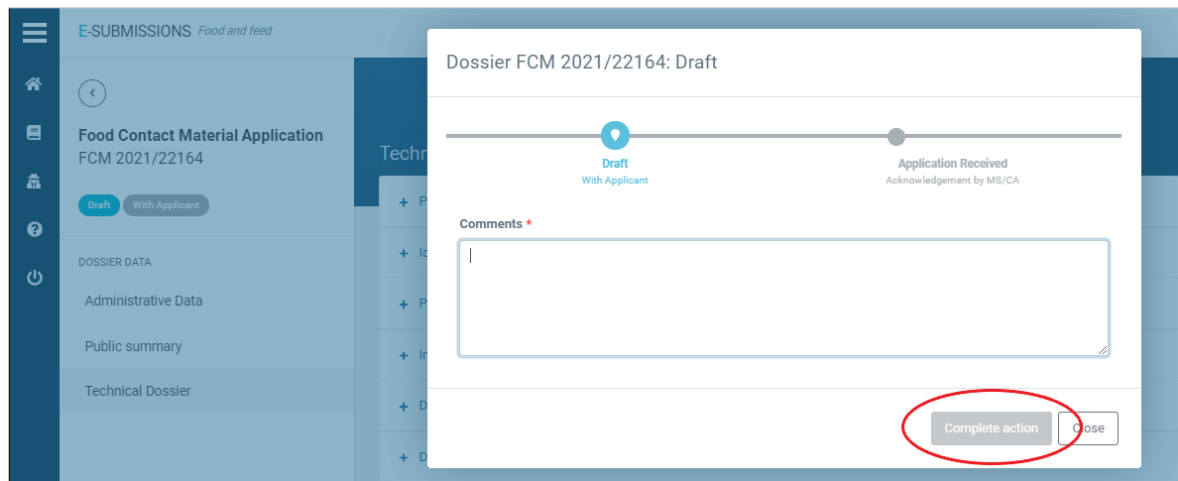 E-SUBMISSIONS Food and feed
Food Contact Material Application
FCM 2021/22164
Draft With Applicant
DOSSIER DATA
Administrative Data
Public summary
Technical Dossier
Dossier FCM 2021/22164: Draft
Draft
With Applicant
Application Received
Acknowledgement by MS/CA
Comments *
Complete action Close